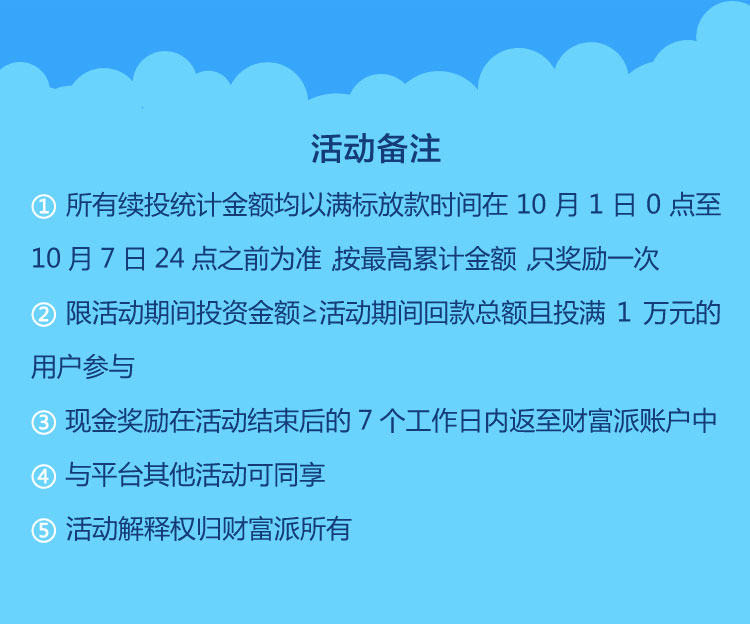 活动备注
① 所有续投统计金额均以满标放款时间在 10 月 1 日 0 点至
10 月 7 日 24 点之前为准 ,按最高累计金额 ,只奖励一次
② 限活动期间投资金额≥活动期间回款总额且投满 1 万元的
用户参与
③ 现金奖励在活动结束后的 7 个工作日内返至财富派账户中
④ 与平台其他活动可同享
⑤ 活动解释权归财富派所有